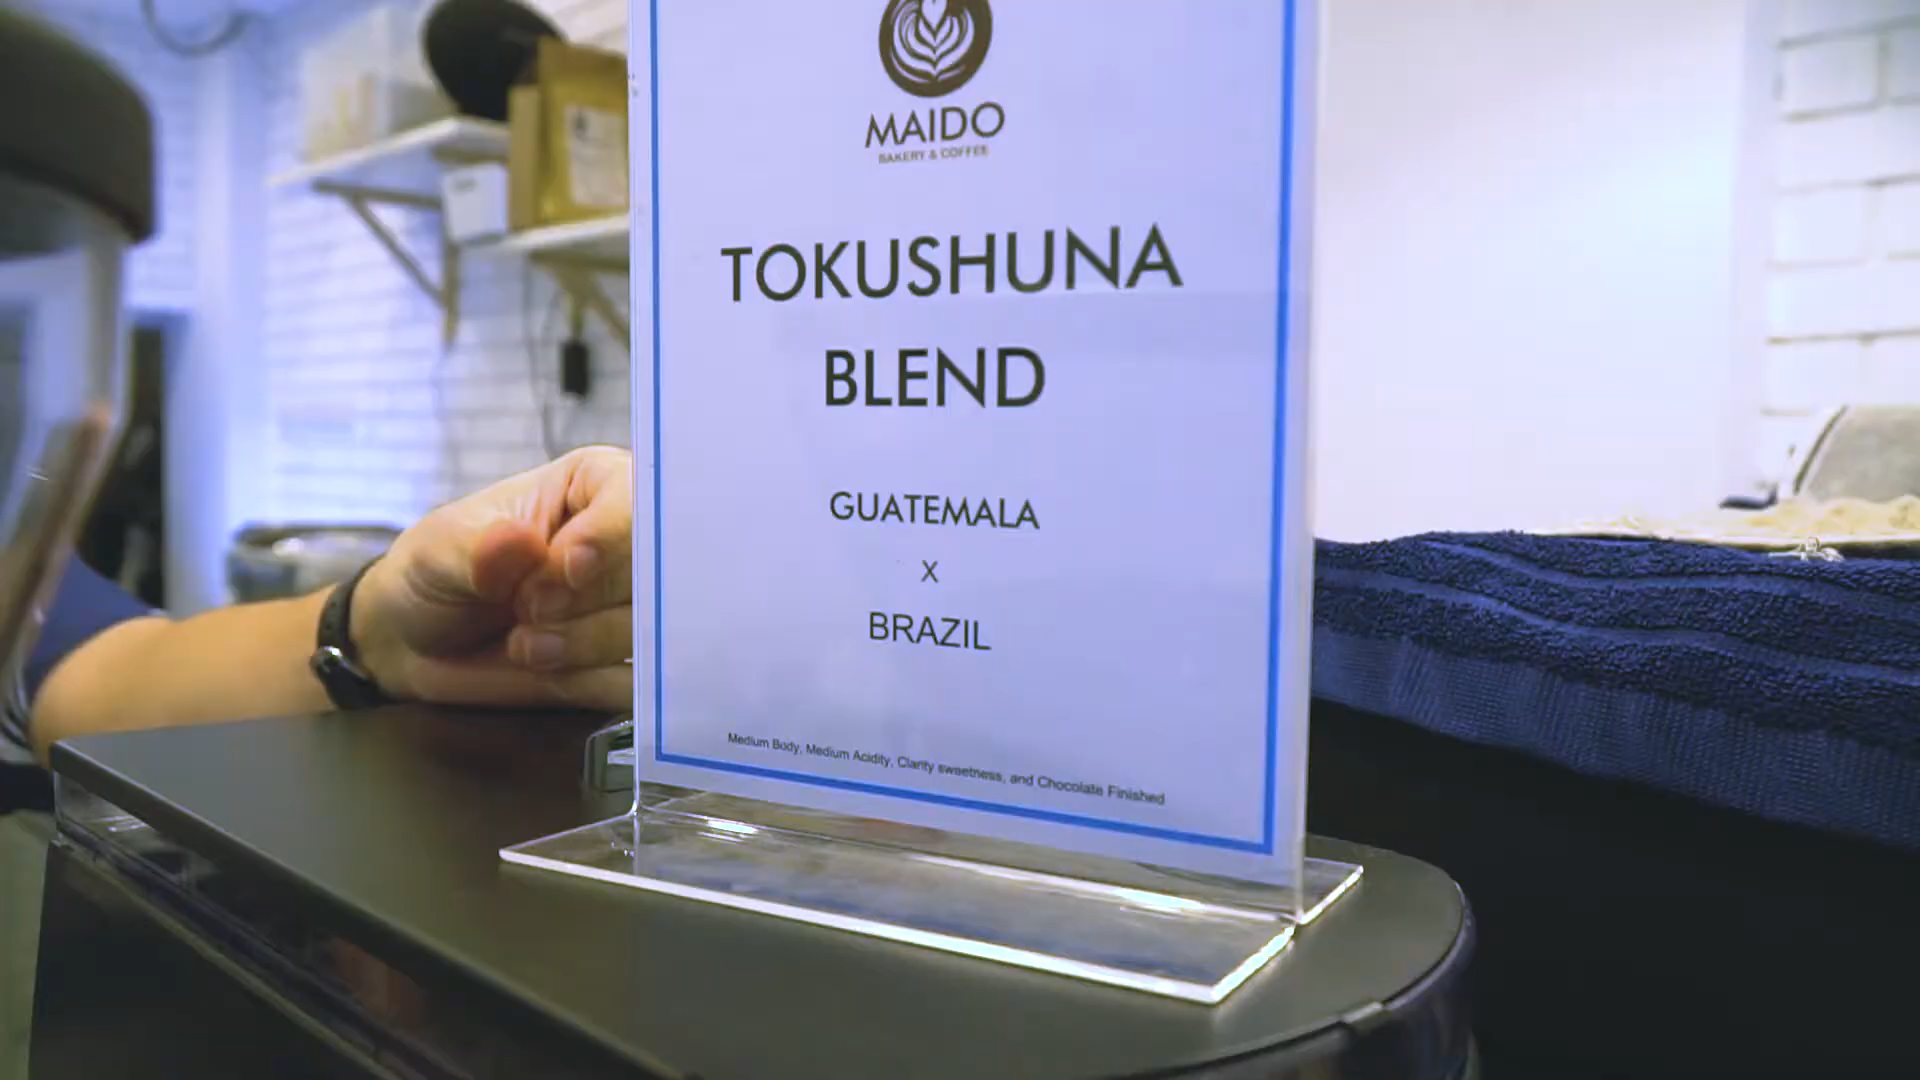 MAIDO
BAKERY & COFFEE
TOKUSHUNA
BLEND
GUATEMALA
X
BRAZIL
Medium Body, Medium Acidity, Clarity sweetness, and Chocolate Finished